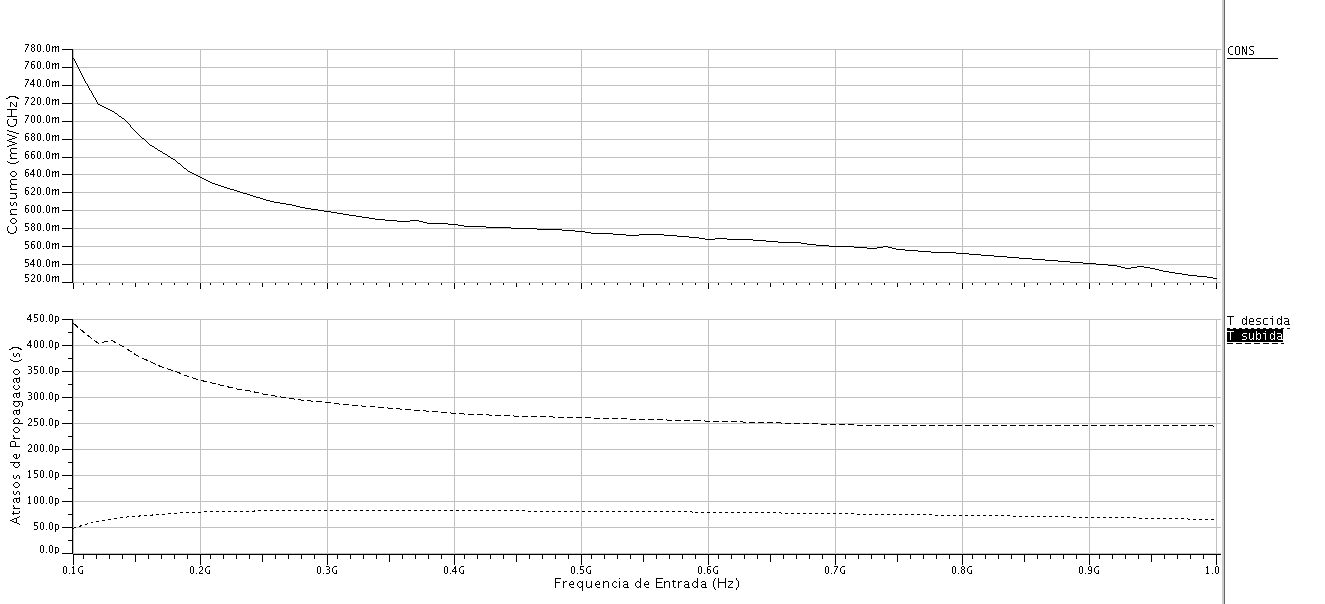 780.0m
760.0m
740.0m
720.0m
700.0m
680.0m
660.0m
640.0m
620.0m
600.0m
580.0m
560.0m
540.0m
520.0m
Consumo (mW/GHz)
CONS
450.0p
400.0p
350.0p
300.0p
250.0p
200.0p
150.0p
100.0p
50.0p
0.0p
Atrasos de Propagacao (s)
T descida
T subida
0.1G 0.2G 0.3G 0.4G 0.5G 0.6G 0.7G 0.8G 0.9G 1.0
Frequencia de Entrada (Hz)